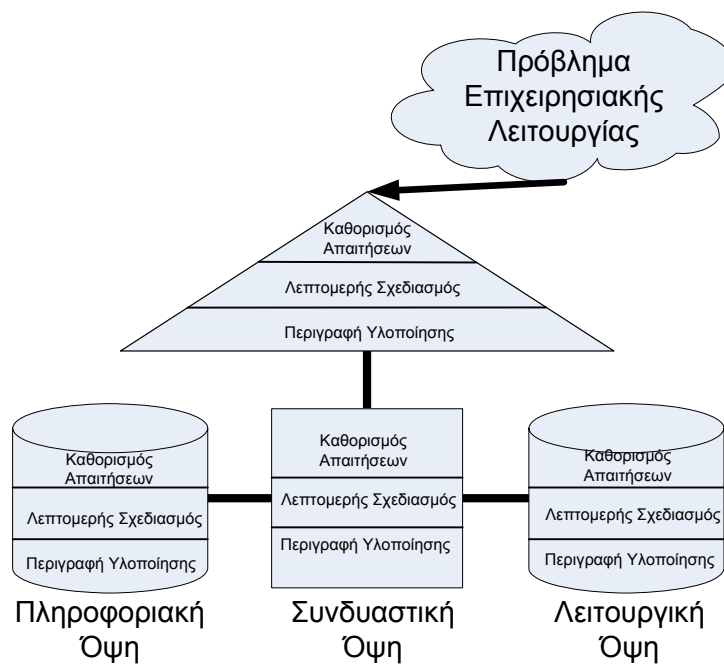 Πρόβλημα
Επιχειρησιακής
Λειτουργίας
Καθορισμός
Απαιτήσεων
Λεπτομερής Σχεδιασμός
Περιγραφή Υλοποίησης
Καθορισμός
Απαιτήσεων
Λεπτομερής Σχεδιασμός
Περιγραφή Υλοποίησης
Πληροφοριακή
Όψη
Καθορισμός
Απαιτήσεων
Λεπτομερής Σχεδιασμός
Περιγραφή Υλοποίησης
Συνδυαστική
Όψη
Καθορισμός
Απαιτήσεων
Λεπτομερής Σχεδιασμός
Περιγραφή Υλοποίησης
Λειτουργική
Όψη